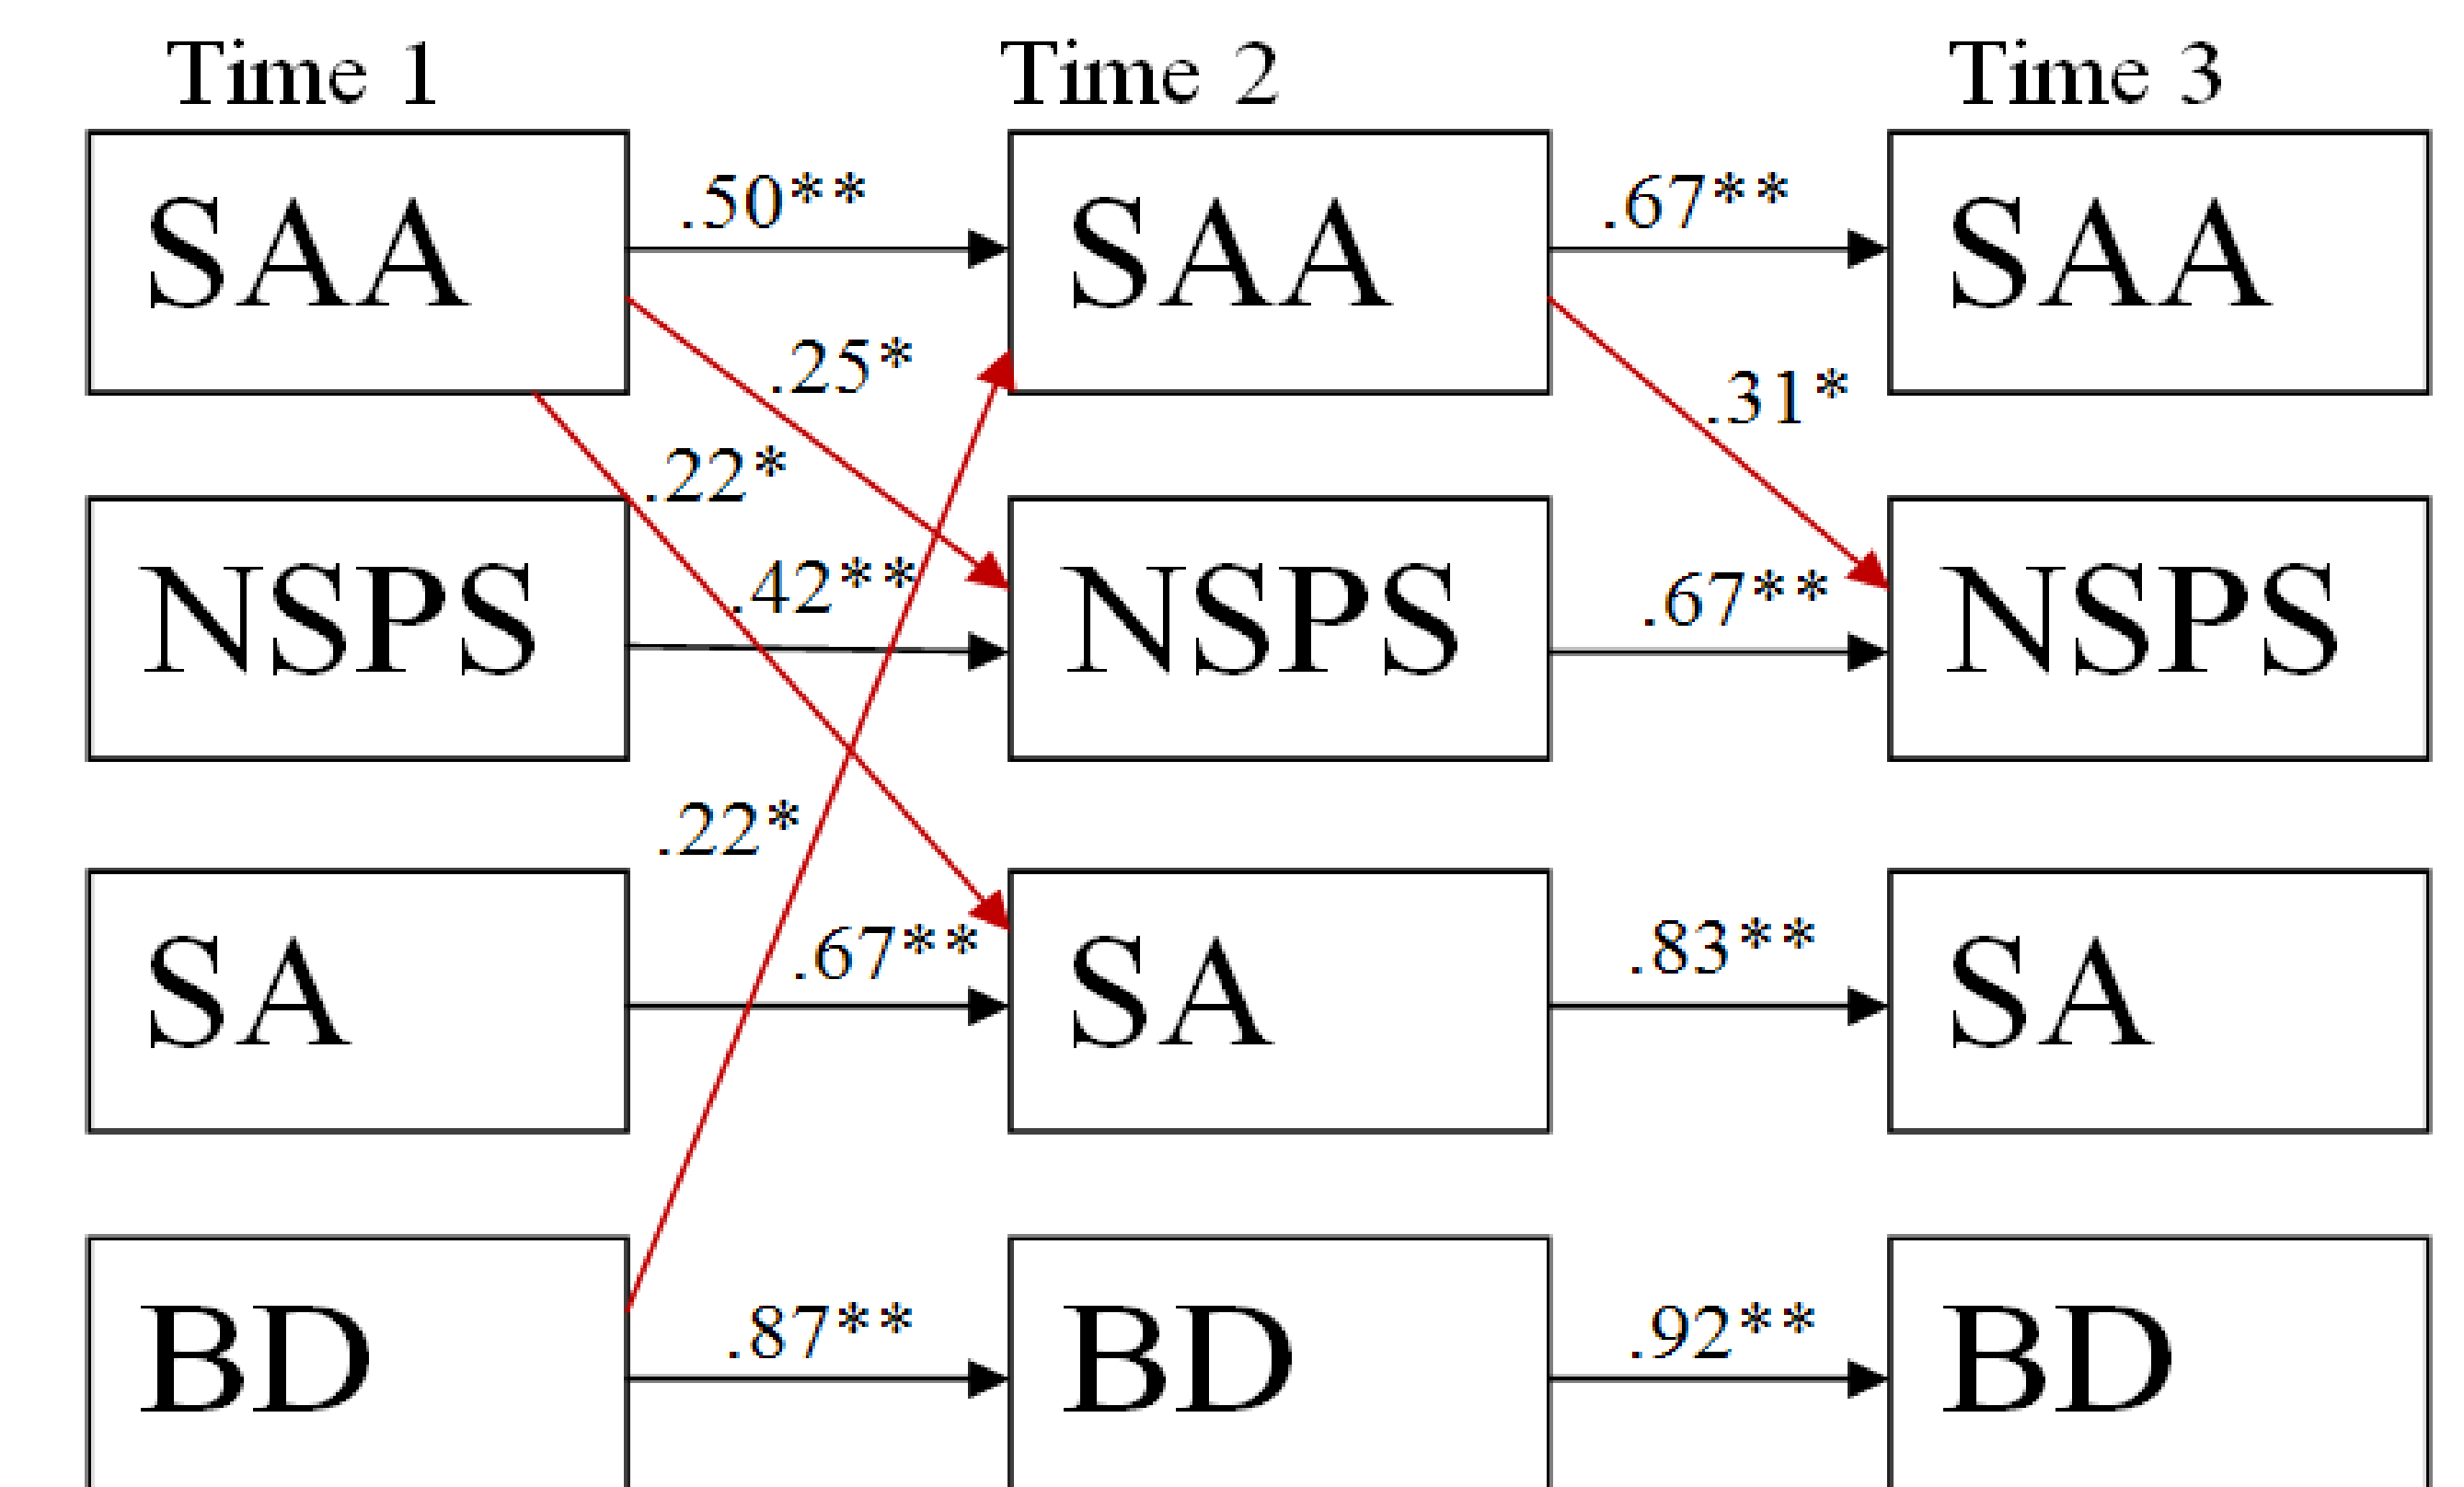 Time 1 Time 2 Time 3
.50** .67**
SAA SAA SAA
.25*
.31*
.22*
.42** .67**
NSPS NSPS NSPS
.22*
.67** .83**
SA SA SA
.87** .92**
BD BD BD